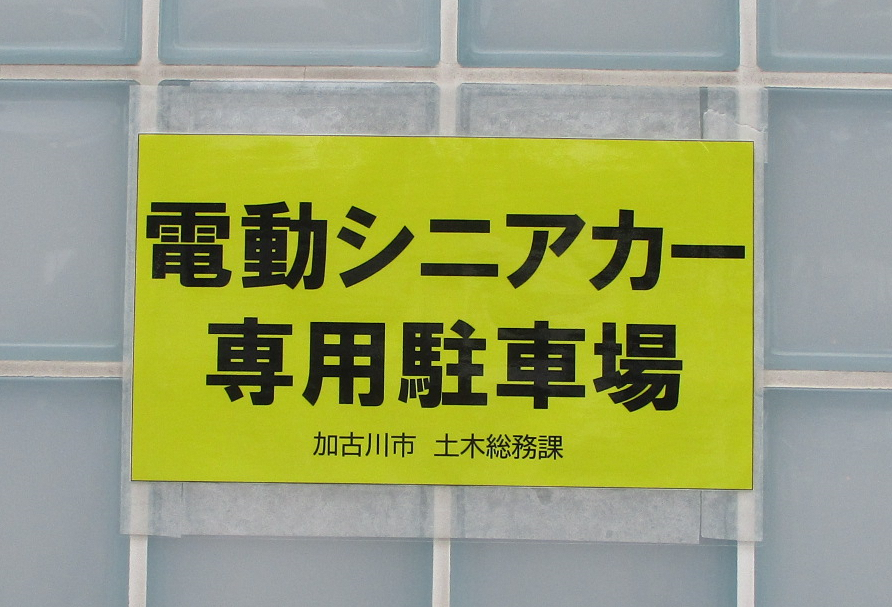 電動シニアカー
専用駐車場
加古川市 土木総務課